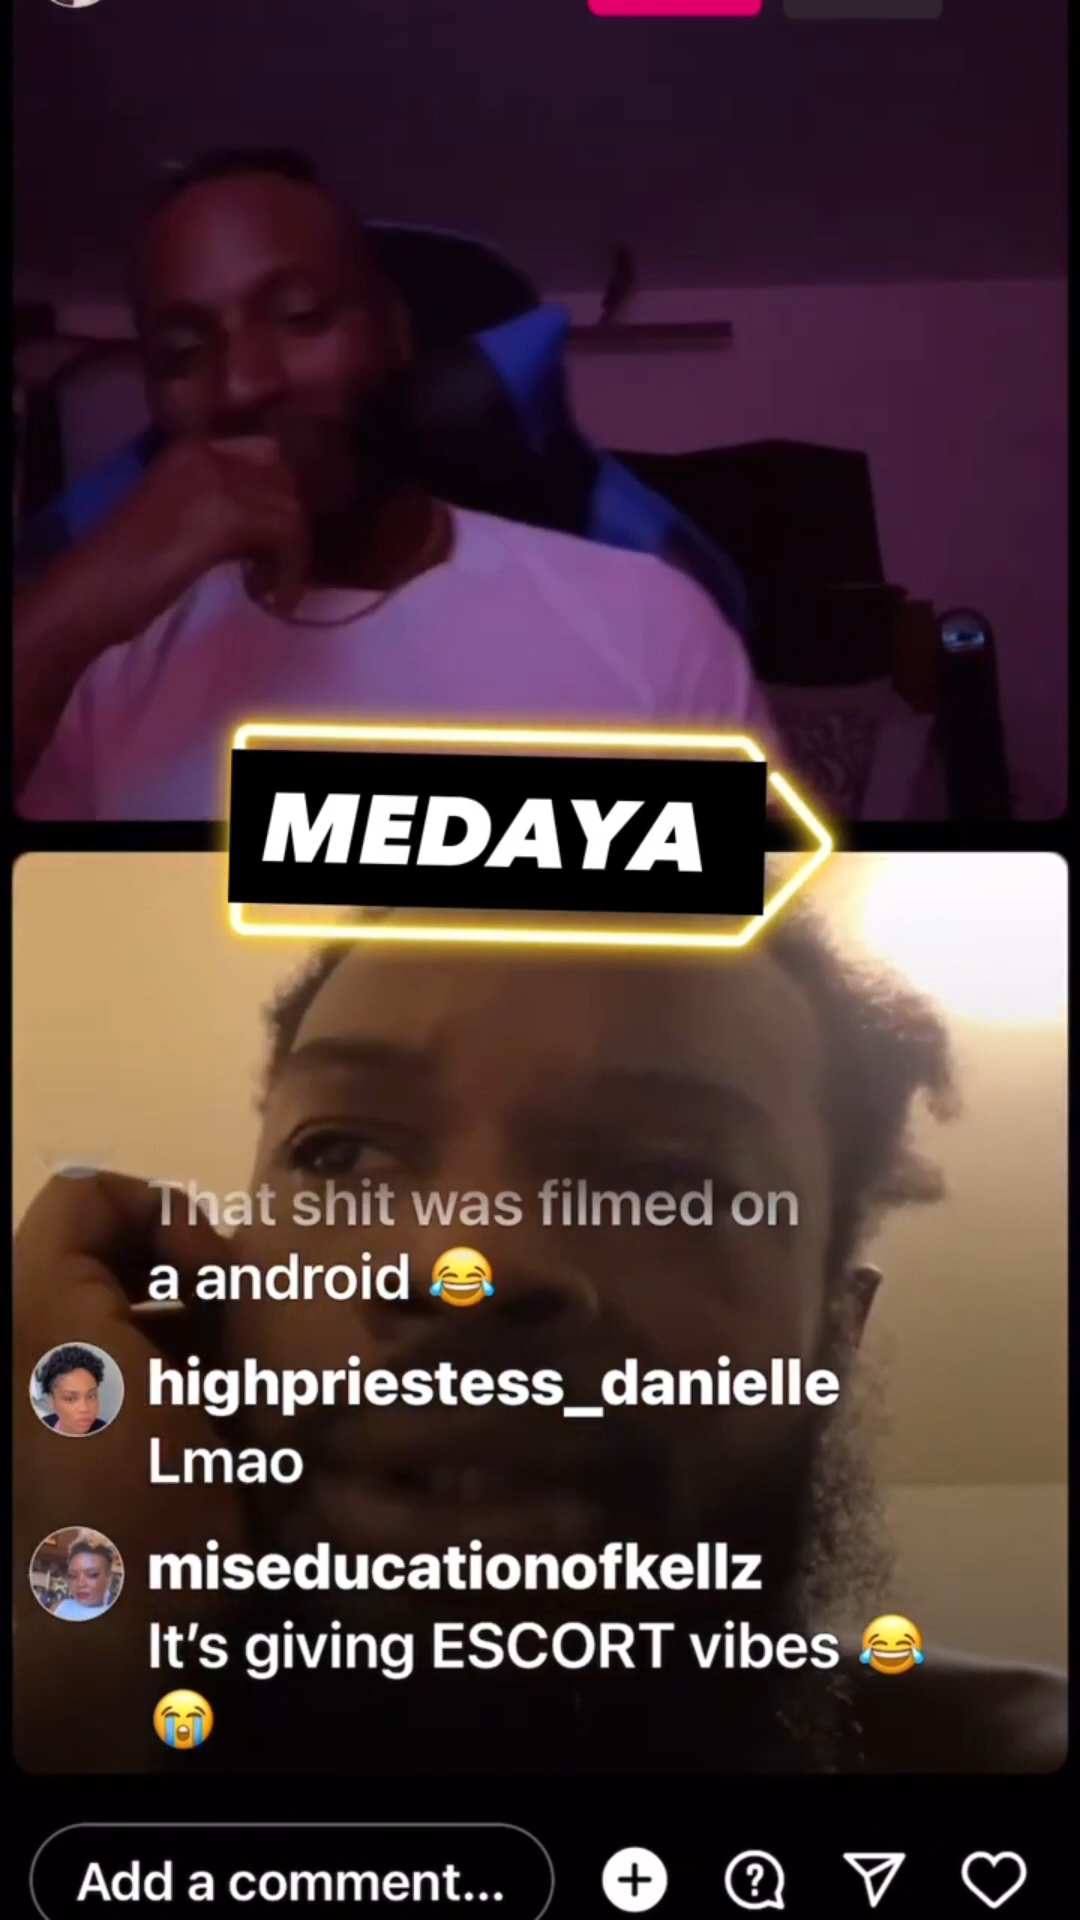 MEDAYA
That shit was filmed on
a android 😂
highpriestess_danielle
Lmao
miseducationofkellz
It's giving ESCORT vibes 😂
😭
Add a comment...